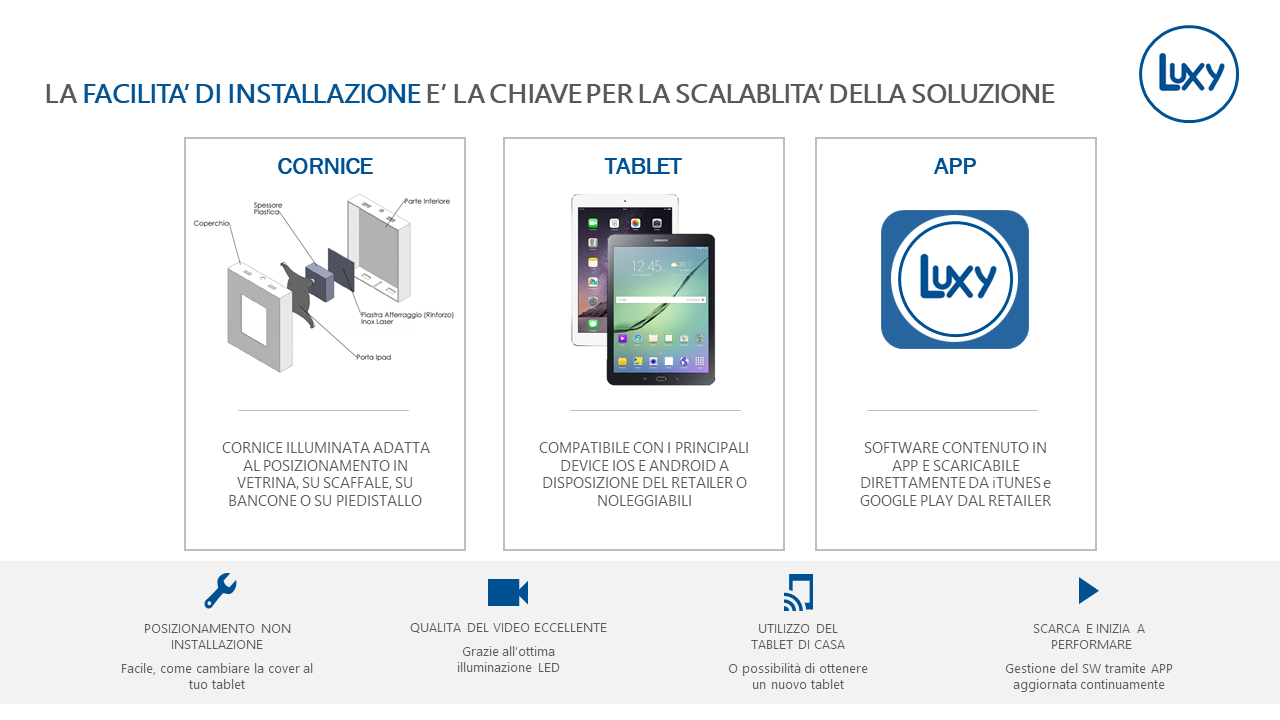 LA FACILITA' DI INSTALLAZIONE E' LA CHIAVE PER LA SCALABLITA' DELLA SOLUZIONE
LUXY
CORNICE
Coperchio
Spessore
Plastica
Parte Inferiore
Piastra Afferraggio (Rinforzo)
Inox Laser
Porta Ipad
CORNICE ILLUMINATA ADATTA
AL POSIZIONAMENTO IN
VETRINA, SU SCAFFALE, SU
BANCONE O SU PIEDISTALLO
TABLET
SAMSUNG
12:45
COMPATIBILE CON I PRINCIPALI
DEVICE IOS E ANDROID A
DISPOSIZIONE DEL RETAILER O
NOLEGGIABILI
APP
LUXY
SOFTWARE CONTENUTO IN
APP E SCARICABILE
DIRETTAMENTE DA iTUNES e
GOOGLE PLAY DAL RETAILER
POSIZIONAMENTO NON
INSTALLAZIONE
Facile, come cambiare la cover al
tuo tablet
QUALITA DEL VIDEO ECCELLENTE
Grazie all'ottima
illuminazione LED
UTILIZZO DEL
TABLET DI CASA
O possibilità di ottenere
un nuovo tablet
SCARCA E INIZIA A
PERFORMARE
Gestione del SW tramite APP
aggiornata continuamente